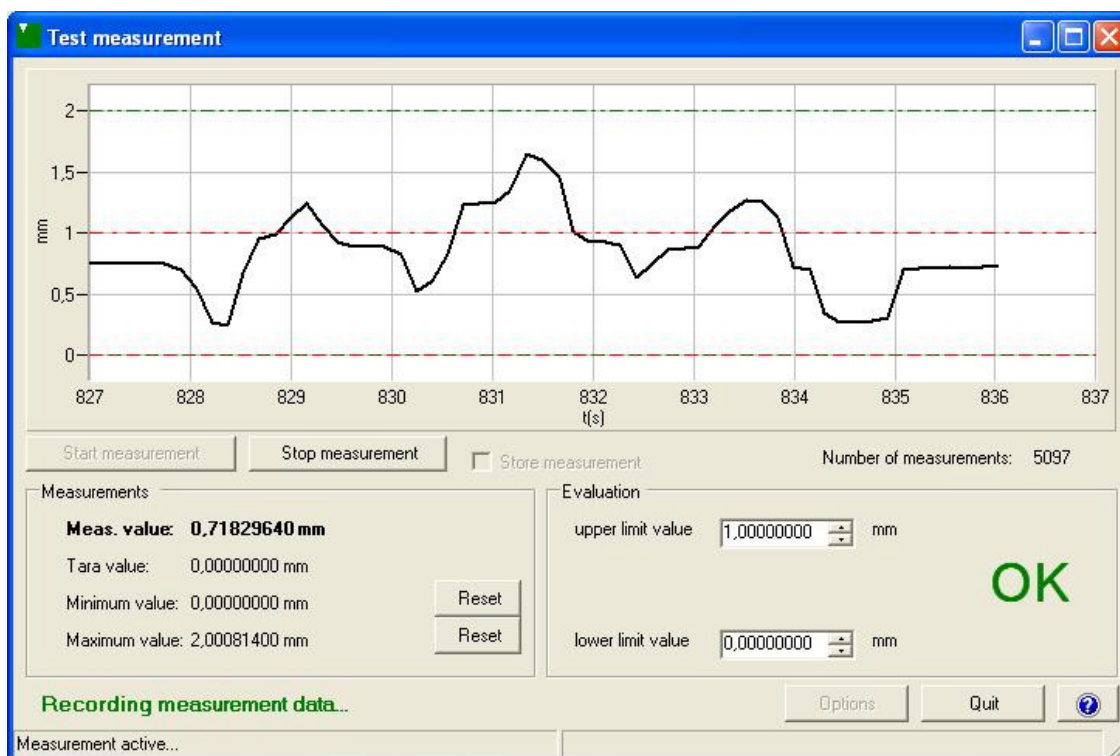 Test measurement
2
1,5
1
0,5
0
mm
827 828 829 830 831 832 833 834 835 836 837
t(s)
Start measurement Stop measurement Store measurement Number of measurements: 5097
Measurements
Meas. value: 0,71829640 mm
Tara value: 0,00000000 mm
Minimum value: 0,00000000 mm Reset
Maximum value: 2,00081400 mm Reset
Evaluation
upper limit value 1,00000000 mm
OK
lower limit value 0,00000000 mm
Recording measurement data...
Options Quit ?
Measurement active...